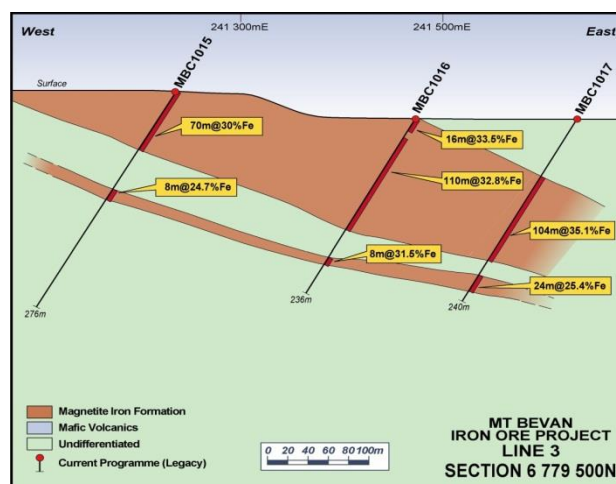 West
241 300mE
241 500mE
East
Surface
MBC1015
MBC1016
MBC1017
70m@30%Fe
16m@33.5%Fe
110m@32.8%Fe
8m@24.7%Fe
104m@35.1%Fe
8m@31.5%Fe
24m@25.4%Fe
276m
236m
240m
Magnetite Iron Formation
Mafic Volcanics
Undifferentiated
Current Programme (Legacy)
0 20 40 60 80 100m
MT BEVAN
IRON ORE PROJECT
LINE 3
SECTION 6 779 500N